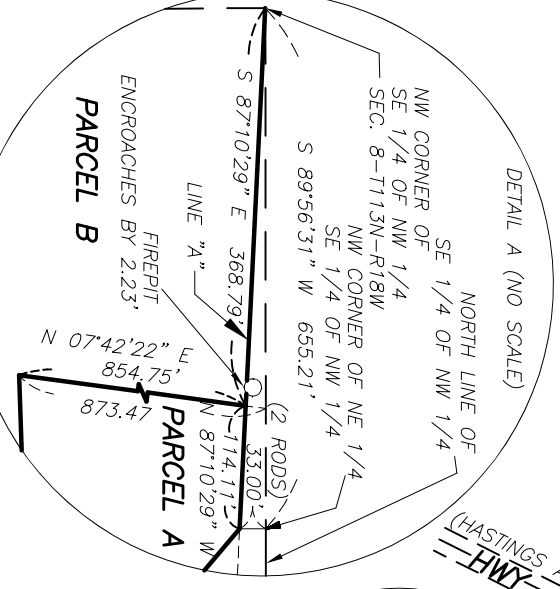 DETAIL A (NO SCALE)
NORTH LINE OF
SE 1/4 OF NW 1/4
NW CORNER OF
SE 1/4 OF NW 1/4
SEC. 8-T113N-R18W
NW CORNER OF NE 1/4
SE 1/4 OF NW 1/4
S 89°56'31" W 655.21'
S 87°10'29" E 368.79'
LINE "A"
FIREPIT
ENCROACHES BY 2.23'
PARCEL B
(2 RODS)
33.00'
114.11'
N 87°10'29" W
PARCEL A
N 07°42'22" E
854.75'
873.47
(HASTINGS
HWY